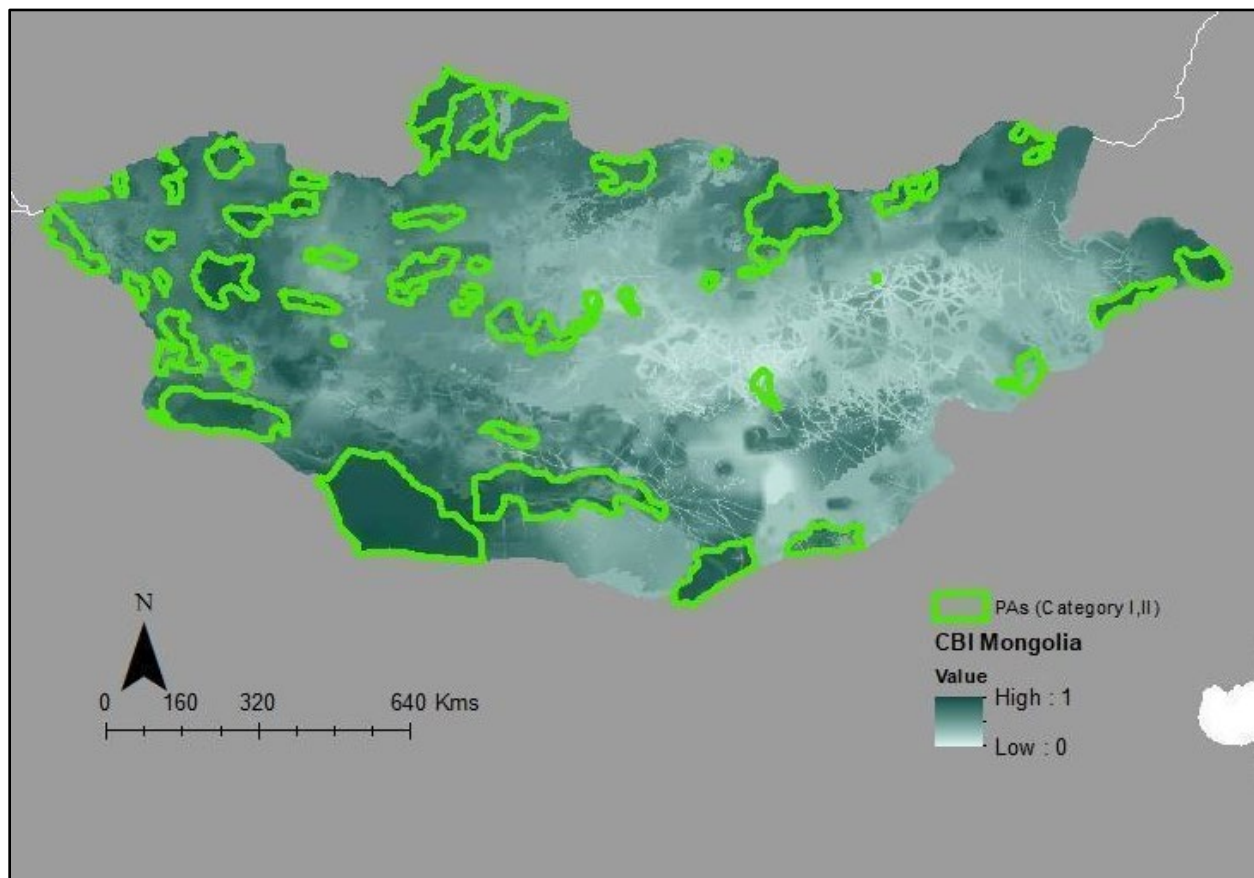 N
0 160 320 640 Kms
PAs (Category I,II)
CBI Mongolia
Value
High : 1
Low : 0